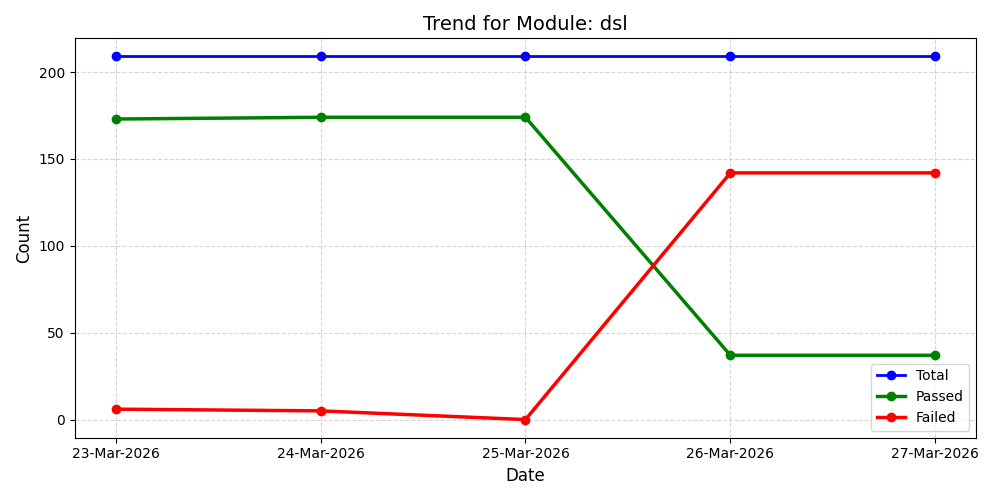 Trend for Module: dsl
Count
200
150
100
50
0
23-Mar-2026
24-Mar-2026
25-Mar-2026
26-Mar-2026
27-Mar-2026
Date
Total
Passed
Failed